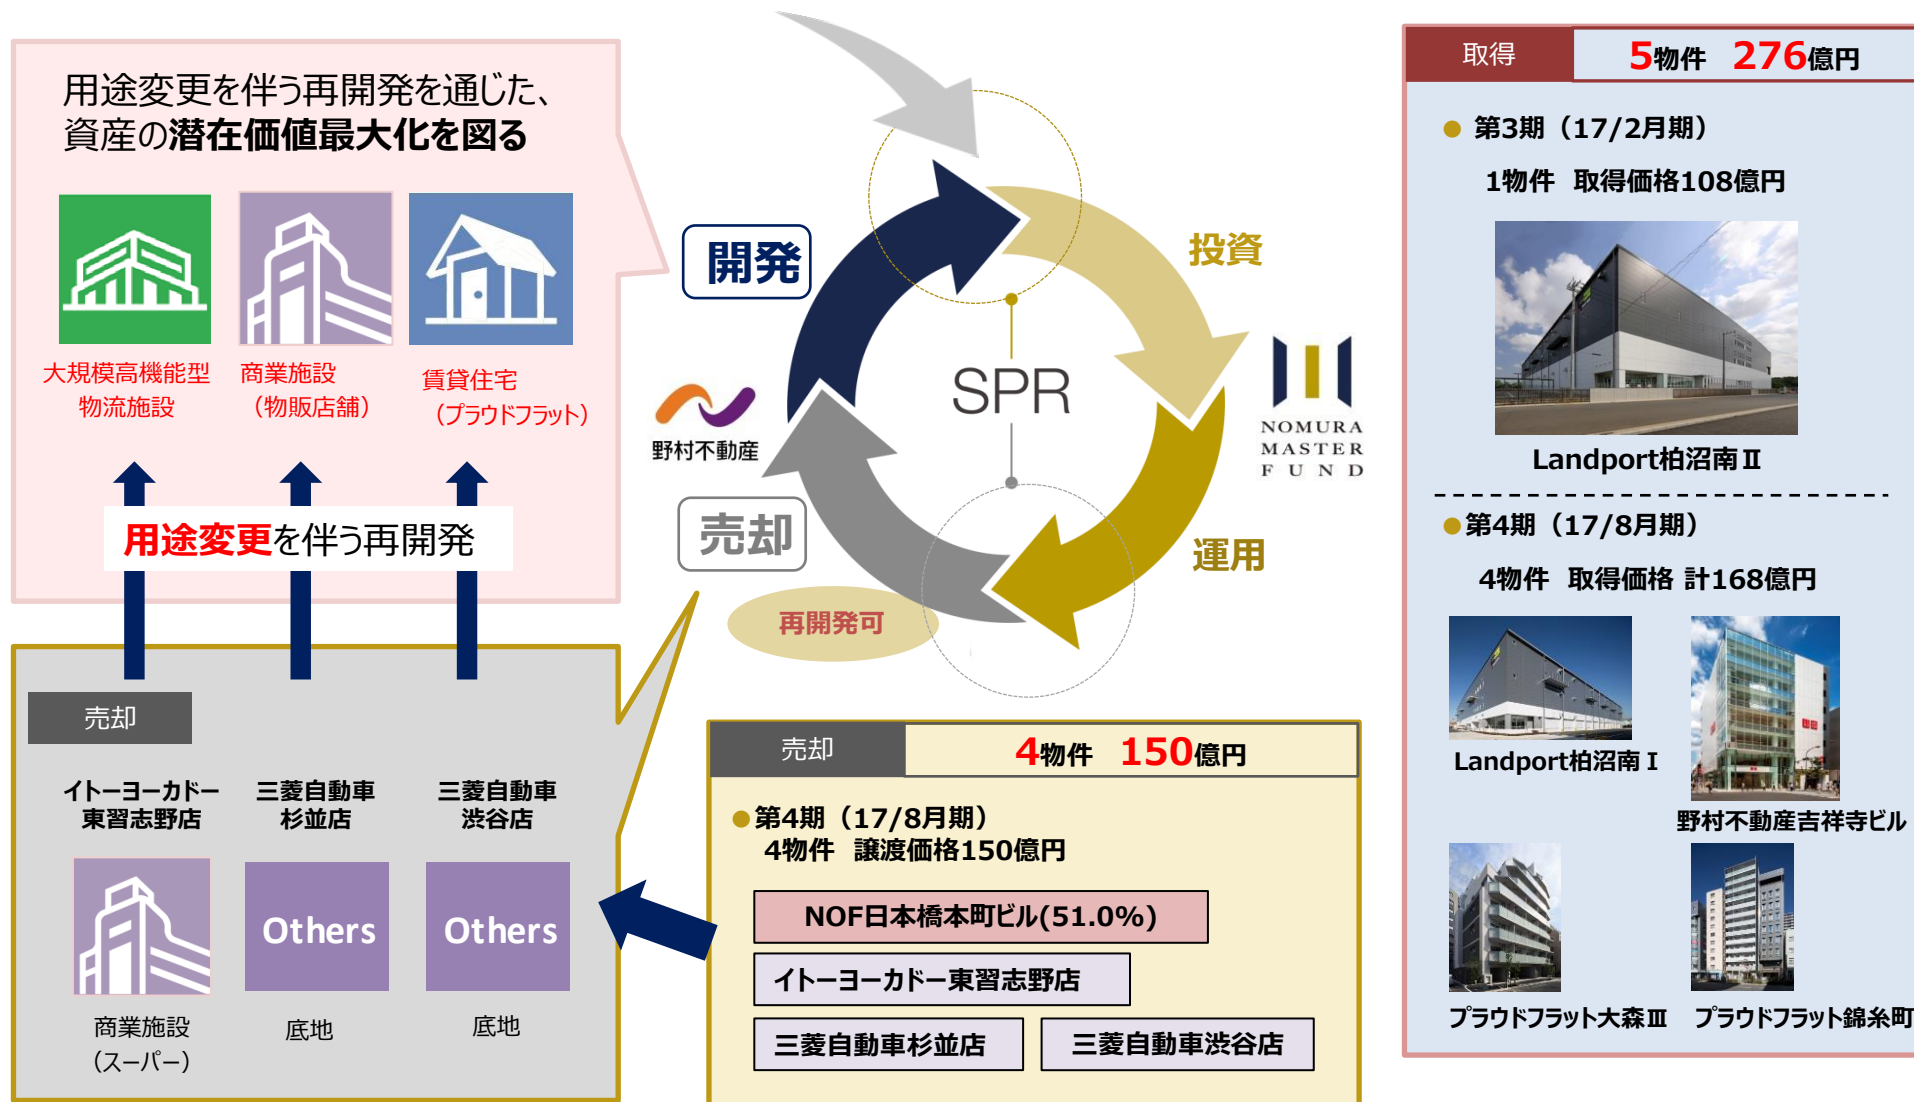 用途変更を伴う再開発を通じた、
資産の潜在価値最大化を図る
大規模高機能型
物流施設
商業施設
（物販店舗）
賃貸住宅
（プラウドフラット）
用途変更を伴う再開発
売却
イトーヨーカドー
東習志野店
三菱自動車
杉並店
三菱自動車
渋谷店
Others
Others
商業施設
（スーパー）
底地
底地
開発
投資
SPR
野村不動産
NOMURA
MASTER
FUND
売却
運用
再開発可
売却
4物件 150億円
●第4期（17/8月期）
4物件 譲渡価格150億円
NOF日本橋本町ビル(51.0%)
イトーヨーカドー東習志野店
三菱自動車杉並店
三菱自動車渋谷店
取得
5物件 276億円
● 第3期（17/2月期）
1物件 取得価格108億円
Landport柏沼南Ⅱ
●第4期（17/8月期）
4物件 取得価格 計168億円
Landport柏沼南Ⅰ
野村不動産吉祥寺ビル
プラウドフラット大森Ⅲ
プラウドフラット錦糸町